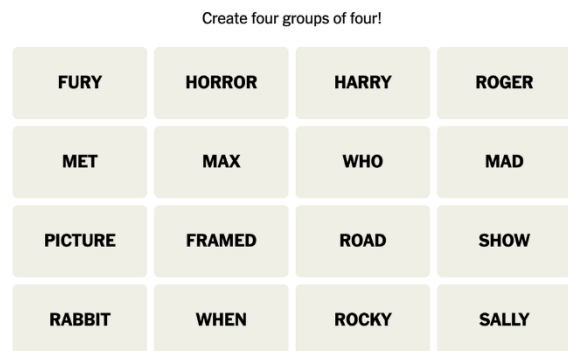 Create four groups of four!
FURY HORROR HARRY ROGER
MET MAX WHO MAD
PICTURE FRAMED ROAD SHOW
RABBIT WHEN ROCKY SALLY